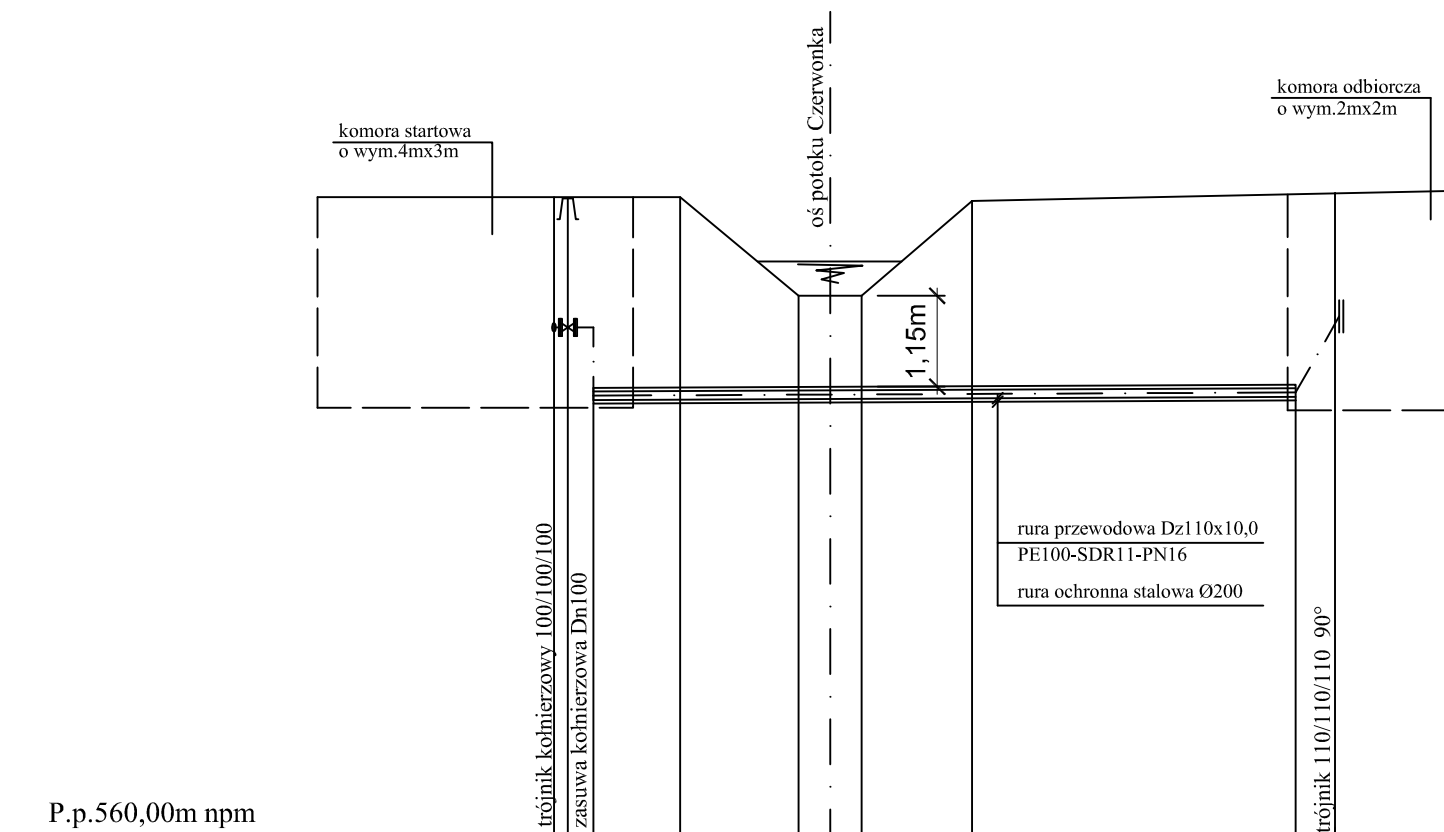 oś potoku Czerwonka
komora odbiorcza
o wym.2mx2m
komora startowa
o wym.4mx3m
1,15m
rura przewodowa Dz110x10,0
PE100-SDR11-PN16
rura ochronna stalowa Ø200
trójnik kołnierzowy 100/100/100
zasuwa kołnierzowa Dn100
trójnik 110/110/110 90°
P.p.560,00m npm